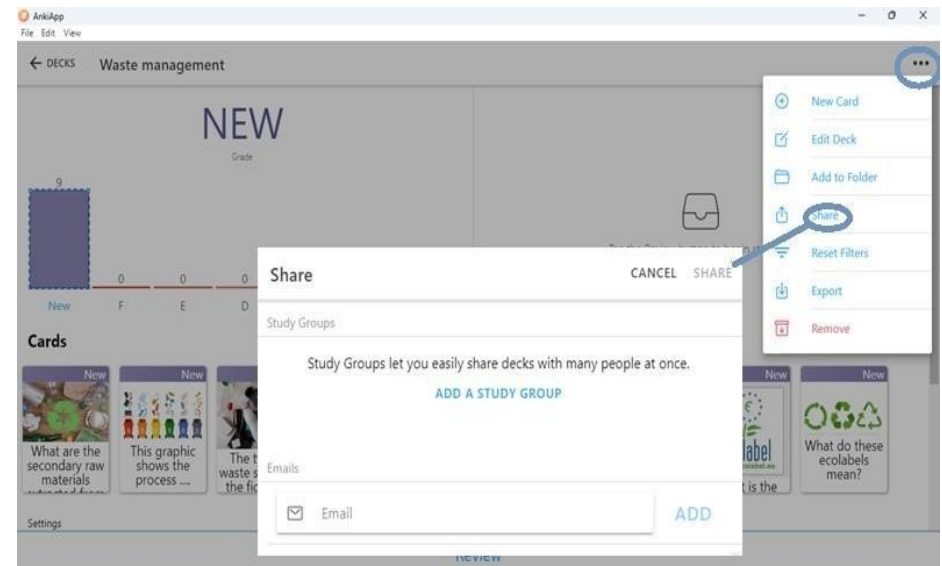 AnkiApp
File Edit View
← DECKS Waste management
NEW
Grade
9
0 0 0
New F E D
New Card
Edit Deck
Add to Folder
Share
Reset Filters
Export
Remove
Share
CANCEL SHARE
Study Groups
Study Groups let you easily share decks with many people at once.
ADD A STUDY GROUP
Emails
Email
ADD
Cards
New
What are the
secondary raw
materials
New
This graphic
shows the
process ....
The t
waste s
the fic
New
label
t is the
New
What do these
ecolabels
mean?
Settings
Review